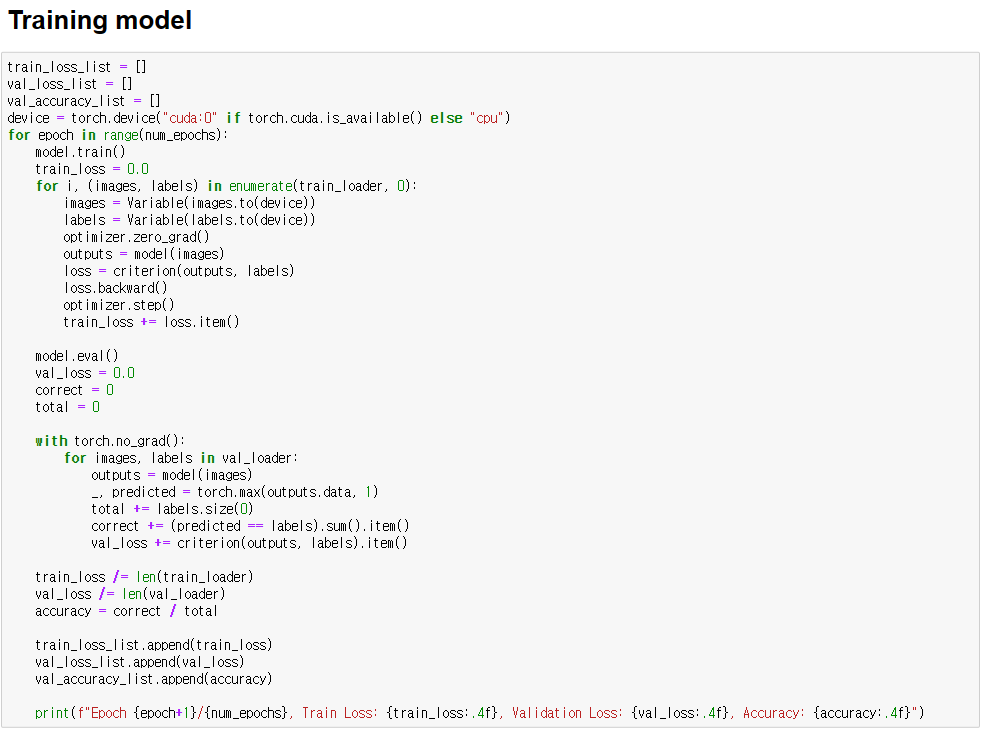 Training model
train_loss_list = []
val_loss_list = []
val_accuracy_list = []
device = torch.device("cuda:0" if torch.cuda.is_available() else "cpu")
for epoch in range(num_epochs):
    model.train()
    train_loss = 0.0
    for i, (images, labels) in enumerate(train_loader, 0):
        images = Variable(images.to(device))
        labels = Variable(labels.to(device))
        optimizer.zero_grad()
        outputs = model(images)
        loss = criterion(outputs, labels)
        loss.backward()
        optimizer.step()
        train_loss += loss.item()

    model.eval()
    val_loss = 0.0
    correct = 0
    total = 0

    with torch.no_grad():
        for images, labels in val_loader:
            outputs = model(images)
            _, predicted = torch.max(outputs.data, 1)
            total += labels.size(0)
            correct += (predicted == labels).sum().item()
            val_loss += criterion(outputs, labels).item()

    train_loss /= len(train_loader)
    val_loss /= len(val_loader)
    accuracy = correct / total

    train_loss_list.append(train_loss)
    val_loss_list.append(val_loss)
    val_accuracy_list.append(accuracy)

    print(f"Epoch {epoch+1}/{num_epochs}, Train Loss: {train_loss:.4f}, Validation Loss: {val_loss:.4f}, Accuracy: {accuracy:.4f}")